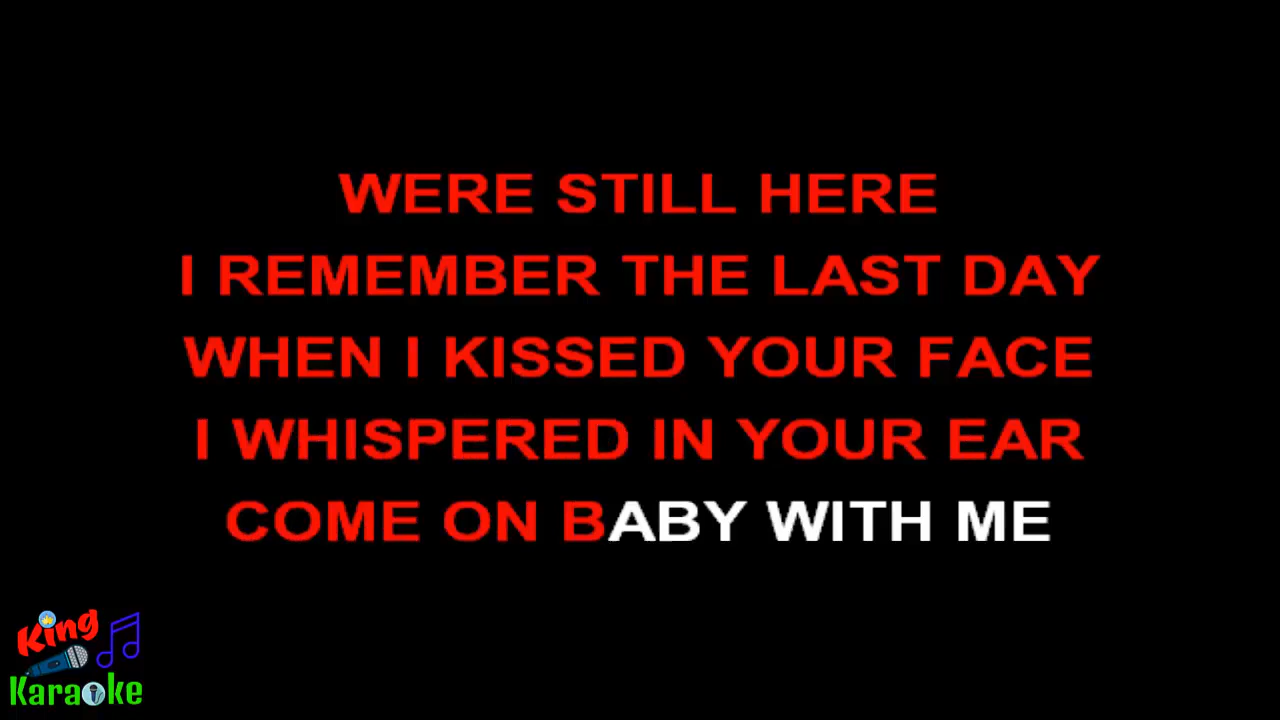 WERE STILL HERE
I REMEMBER THE LAST DAY
WHEN I KISSED YOUR FACE
I WHISPERED IN YOUR EAR
COME ON BABY WITH ME
King
Karaoke